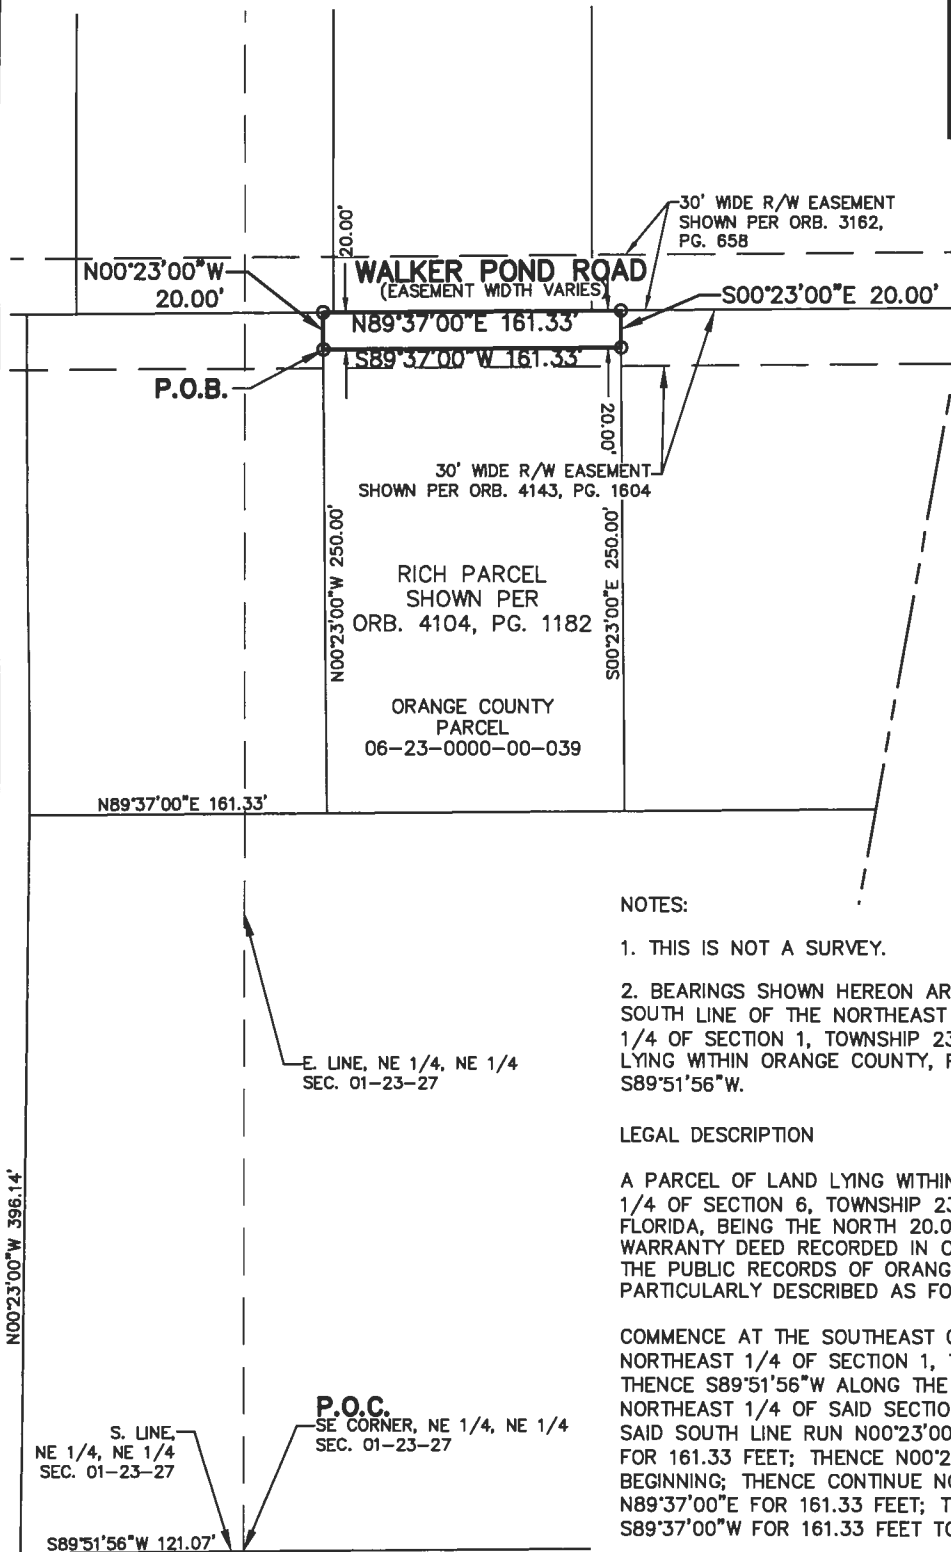 30' WIDE R/W EASEMENT
SHOWN PER ORB. 3162,
PG. 658
20.00'
N00°23'00"W
20.00'
WALKER POND ROAD
(EASEMENT WIDTH VARIES)
S00°23'00"E 20.00'
N89°37'00"E 161.33'
S89°37'00"W 161.33'
P.O.B.
20.00'
30' WIDE R/W EASEMENT
SHOWN PER ORB. 4143, PG. 1604
N00°23'00"W 250.00'
S00°23'00"E 250.00'
RICH PARCEL
SHOWN PER
ORB. 4104, PG. 1182
ORANGE COUNTY
PARCEL
06-23-0000-00-039
N89°37'00"E 161.33'
E. LINE, NE 1/4, NE 1/4
SEC. 01-23-27
N00°23'00"W 396.14'
P.O.C.
SE CORNER, NE 1/4, NE 1/4
SEC. 01-23-27
S. LINE,
NE 1/4, NE 1/4
SEC. 01-23-27
S89°51'56"W 121.07'
NOTES:
1. THIS IS NOT A SURVEY.
2. BEARINGS SHOWN HEREON AR
SOUTH LINE OF THE NORTHEAST
1/4 OF SECTION 1, TOWNSHIP 23
LYING WITHIN ORANGE COUNTY, F
S89°51'56"W.
LEGAL DESCRIPTION
A PARCEL OF LAND LYING WITHIN
1/4 OF SECTION 6, TOWNSHIP 23
FLORIDA, BEING THE NORTH 20.0
WARRANTY DEED RECORDED IN O
THE PUBLIC RECORDS OF ORANG
PARTICULARLY DESCRIBED AS FO
COMMENCE AT THE SOUTHEAST C
NORTHEAST 1/4 OF SECTION 1, T
THENCE S89°51'56"W ALONG THE
NORTHEAST 1/4 OF SAID SECTIO
SAID SOUTH LINE RUN N00°23'00
FOR 161.33 FEET; THENCE N00°2
BEGINNING; THENCE CONTINUE NO
N89°37'00"E FOR 161.33 FEET; T
S89°37'00"W FOR 161.33 FEET TO